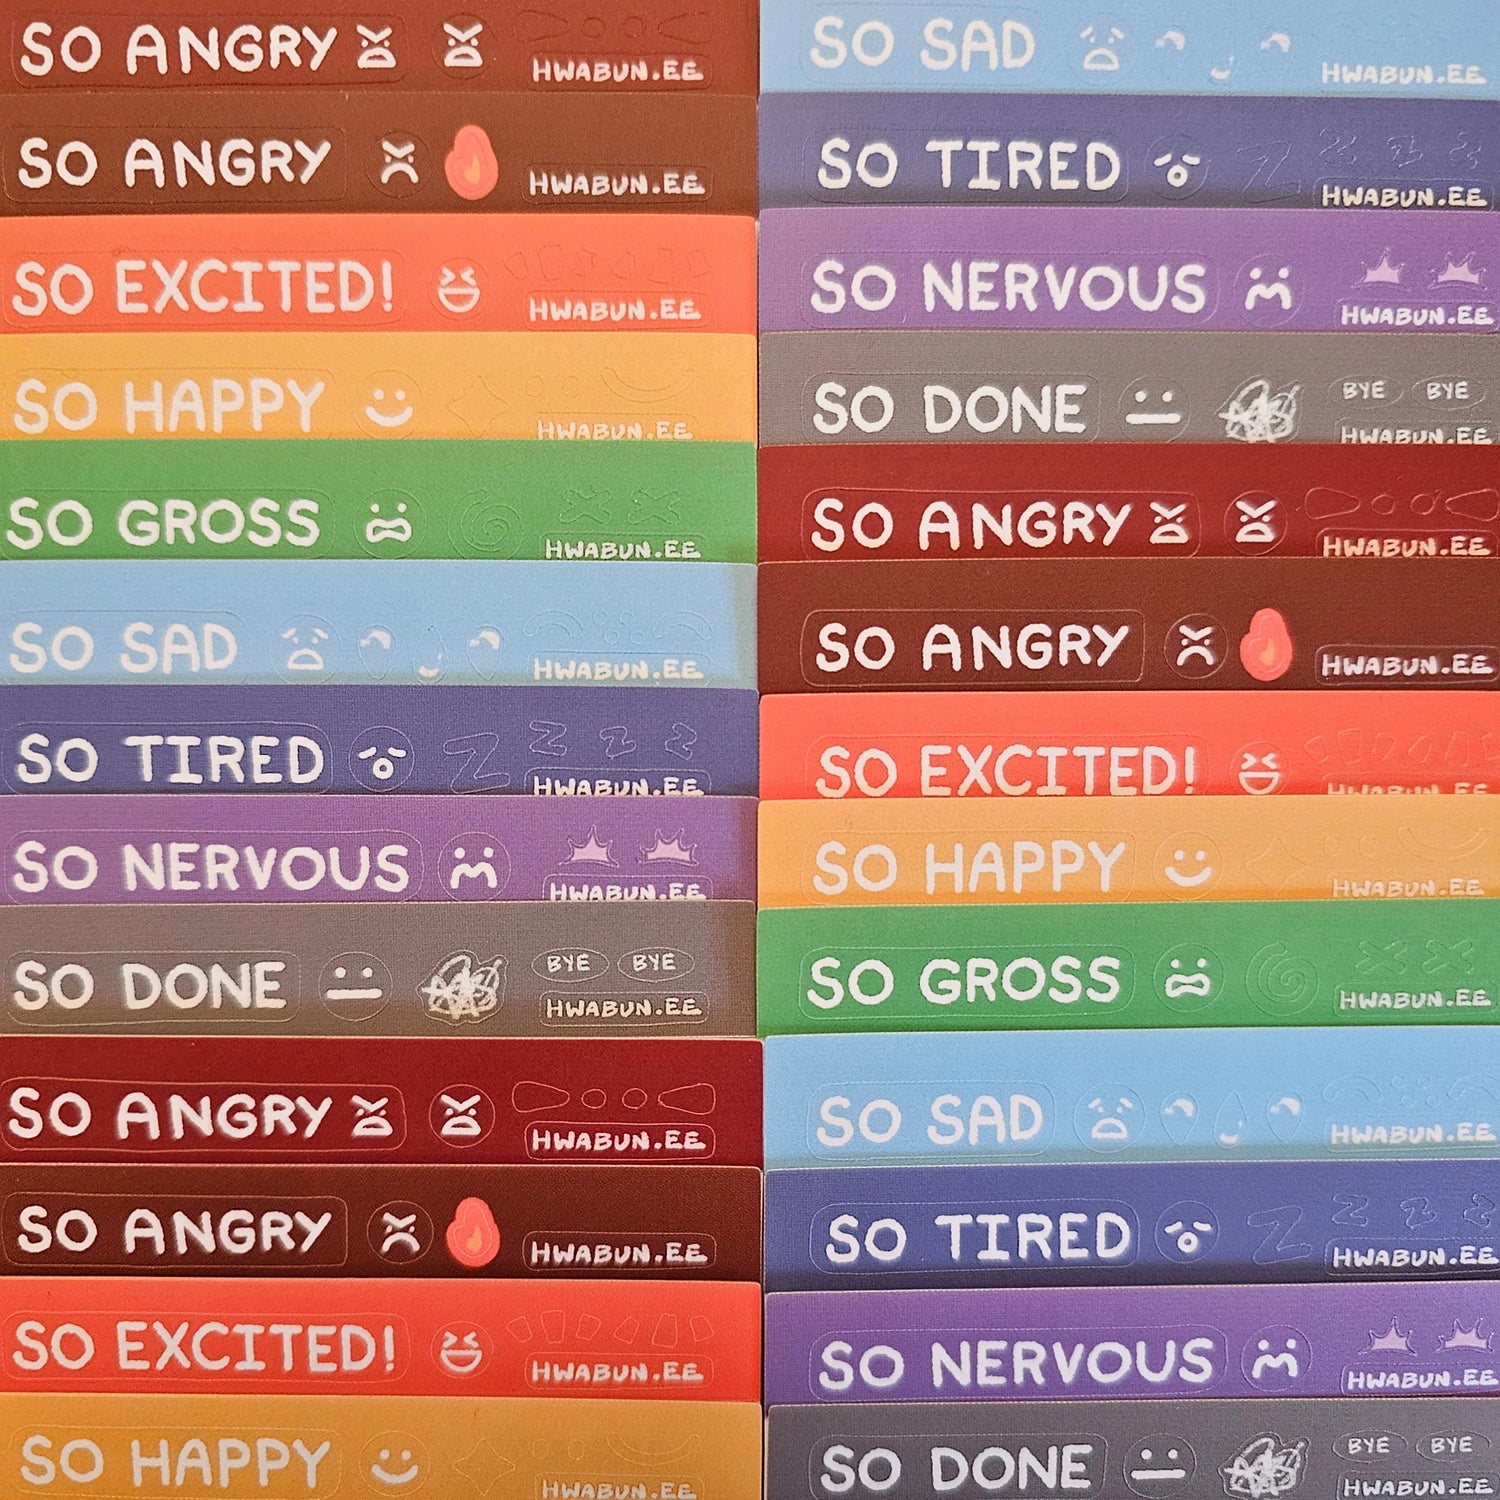 SO ANGRY HWABUN.EE
SO ANGRY HWABUN.EE
SO EXCITED! HWABUN.EE
SO HAPPY HWABUN.EE
SO GROSS HWABUN.EE
SO SAD HWABUN.EE
SO TIRED HWABUN.EE
SO NERVOUS HWABUN.EE
SO DONE BYE BYE
HWABUN.EE
SO ANGRY HWABUN.EE
SO ANGRY HWABUN.EE
SO EXCITED! HWABUN.EE
SO HAPPY HWABUN.EE
SO SAD HWABUN.EE
SO TIRED HWABUN.EE
SO NERVOUS HWABUN.EE
SO DONE BYE BYE
HWABUN.EE
SO ANGRY HWABUN.EE
SO ANGRY HWABUN.EE
SO EXCITED! HWABUN.EE
SO HAPPY HWABUN.EE
SO GROSS HWABUN.EE
SO SAD HWABUN.EE
SO TIRED HWABUN.EE
SO NERVOUS HWABUN.EE
SO DONE BYE BYE
HWABUN.EE